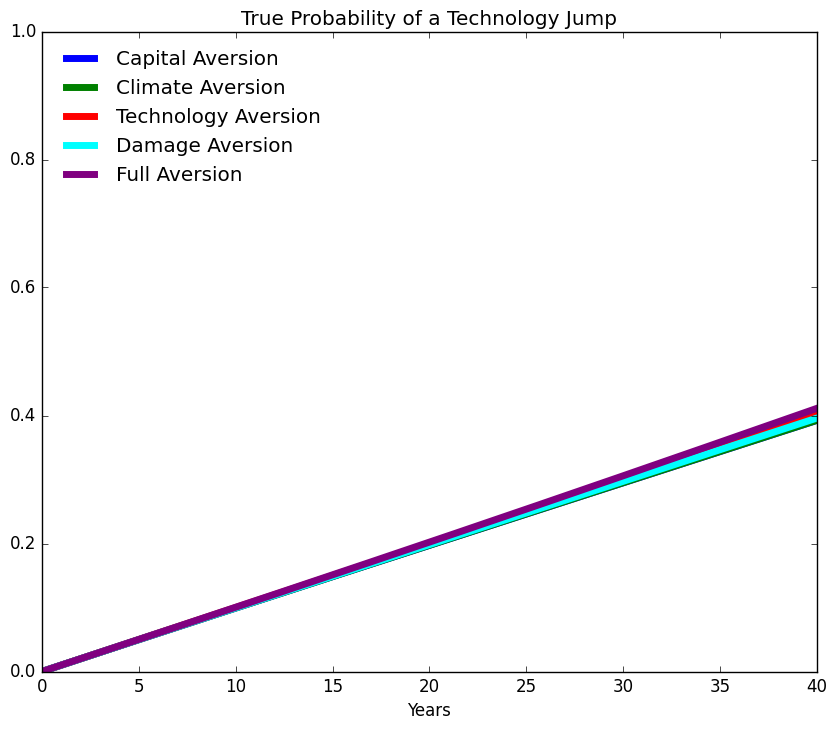 True Probability of a Technology Jump
1.0
Capital Aversion
Climate Aversion
Technology Aversion
Damage Aversion
Full Aversion
0.8
0.6
0.4
0.2
0.0
0 5 10 15 20 25 30 35 40
Years